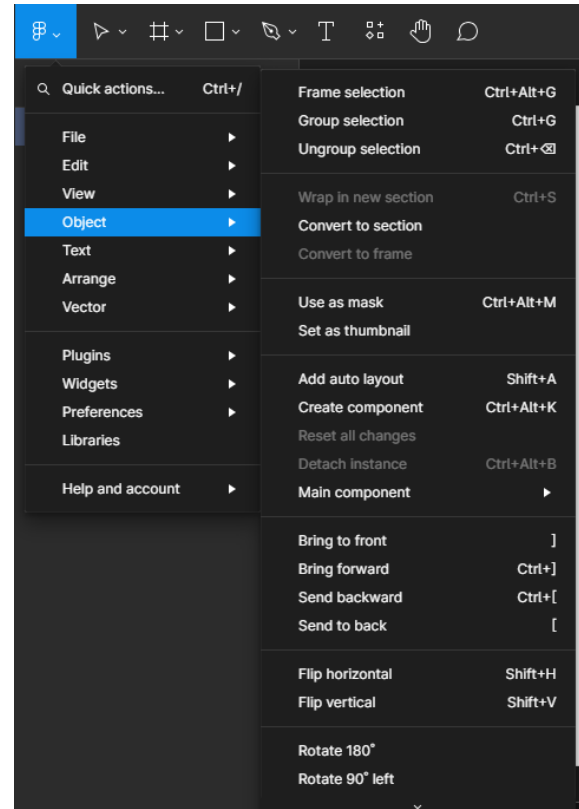 T
Quick actions... Ctrl+/
File
Edit
View
Object
Text
Arrange
Vector
Plugins
Widgets
Preferences
Libraries
Help and account
Frame selection Ctrl+Alt+G
Group selection Ctrl+G
Ungroup selection Ctrl+⌫
Wrap in new section Ctrl+S
Convert to section
Convert to frame
Use as mask Ctrl+Alt+M
Set as thumbnail
Add auto layout Shift+A
Create component Ctrl+Alt+K
Reset all changes
Detach instance Ctrl+Alt+B
Main component
Bring to front ]
Bring forward Ctrl+]
Send backward Ctrl+[
Send to back [
Flip horizontal Shift+H
Flip vertical Shift+V
Rotate 180°
Rotate 90° left